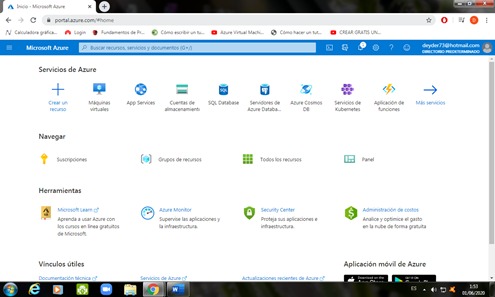 Inicio - Microsoft Azure
portal.azure.com/#home
Calculadora gráfica...
Login
Fundamentos de Pr...
Cómo escribir un tu...
Azure Virtual Machi...
Cómo hacer un tut...
CREAR GRATIS UN...
Microsoft Azure
Buscar recursos, servicios y documentos (G+/)
deyder73@hotmail.com
DIRECTORIO PREDETERMINADO
Servicios de Azure
Crear un recurso
Máquinas virtuales
App Services
Cuentas de almacenamiento
SQL Database
Servidores de Azure Databa...
Azure Cosmos DB
Servicios de Kubernetes
Aplicación de funciones
Más servicios
Navegar
Suscripciones
Grupos de recursos
Todos los recursos
Panel
Herramientas
Microsoft Learn
Aprenda a usar Azure con los cursos en línea gratuitos de Microsoft.
Azure Monitor
Supervise las aplicaciones y la infraestructura.
Security Center
Proteja sus aplicaciones e infraestructura.
Administración de costos
Analice y optimice el gasto en la nube de forma gratuita
Vínculos útiles
Documentación técnica
Servicios de Azure
Actualizaciones recientes de Azure
Aplicación móvil de Azure
ES
1:53
01/06/2020